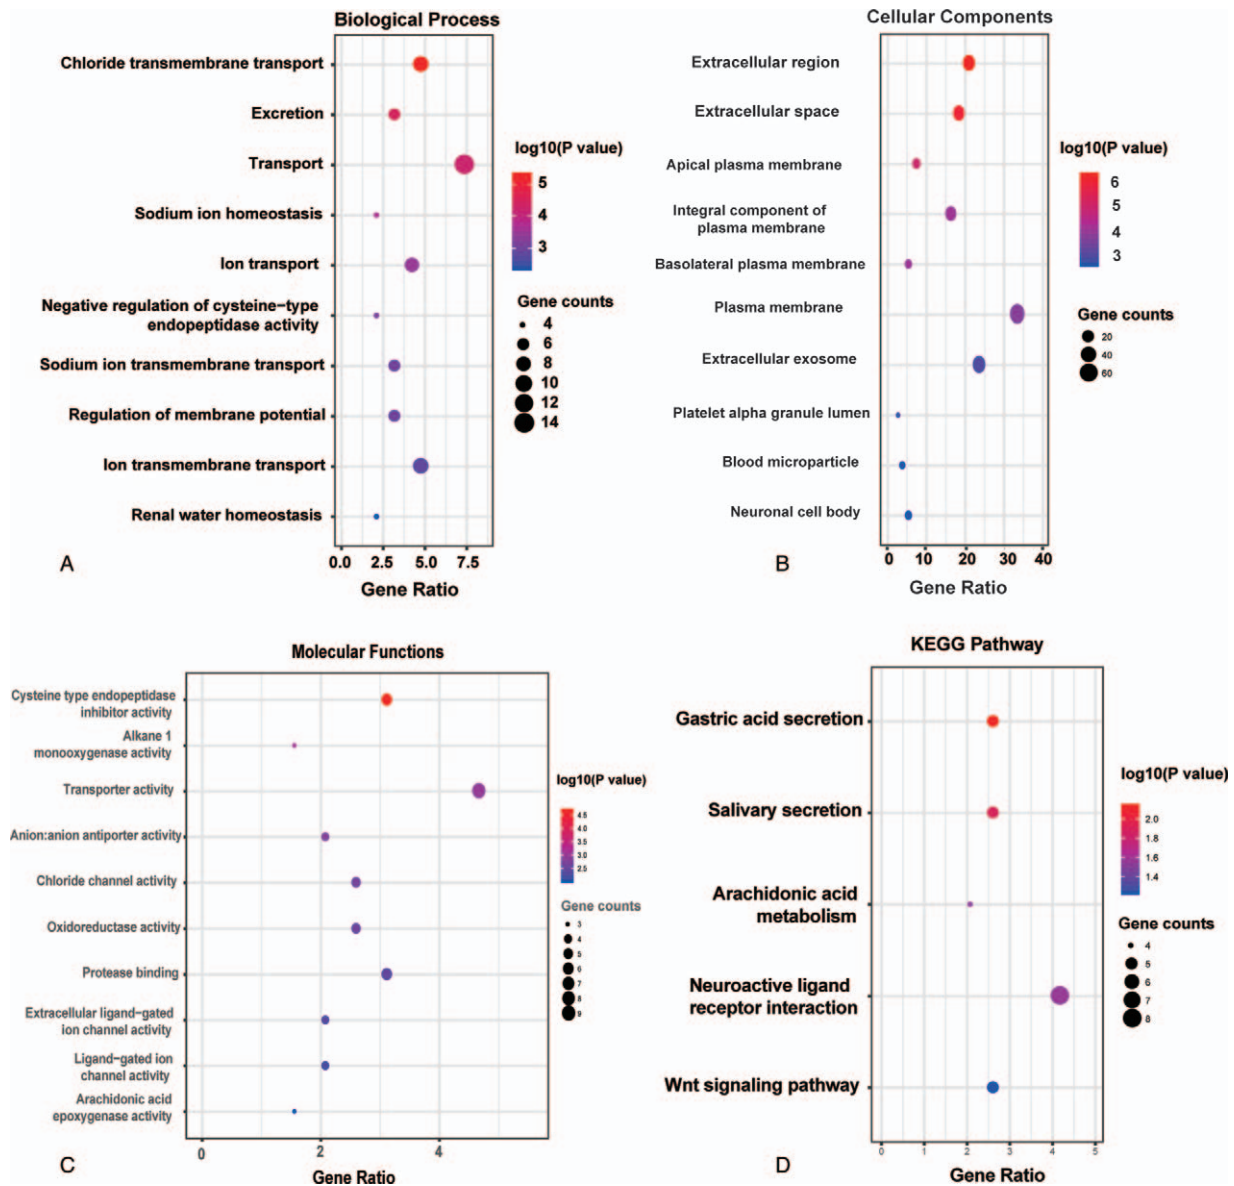 Biological Process
Chloride transmembrane transport
Excretion
Transport
Sodium ion homeostasis
Ion transport
Negative regulation of cysteine-type
endopeptidase activity
Sodium ion transmembrane transport
Regulation of membrane potential
Ion transmembrane transport
Renal water homeostasis
0.0 2.5 5.0 7.5
Gene Ratio
log10(P value)
5
4
3
Gene counts
4
6
8
10
12
14
A
Cellular Components
Extracellular region
Extracellular space
Apical plasma membrane
Integral component of
plasma membrane
Basolateral plasma membrane
Plasma membrane
Extracellular exosome
Platelet alpha granule lumen
Blood microparticle
Neuronal cell body
0 10 20 30 40
Gene Ratio
log10(P value)
6
5
4
3
Gene counts
20
40
60
B
Molecular Functions
Cysteine type endopeptidase
inhibitor activity
Alkane 1
monooxygenase activity
Transporter activity
Anion:anion antiporter activity
Chloride channel activity
Oxidoreductase activity
Protease binding
Extracellular ligand-gated
ion channel activity
Ligand-gated ion
channel activity
Arachidonic acid
epoxygenase activity
0 2 4
Gene Ratio
log10(P value)
4.5
4.0
3.5
3.0
2.5
Gene counts
3
4
5
6
7
8
9
C
KEGG Pathway
Gastric acid secretion
Salivary secretion
Arachidonic acid
metabolism
Neuroactive ligand
receptor interaction
Wnt signaling pathway
0 1 2 3 4 5
Gene Ratio
log10(P value)
2.0
1.8
1.6
1.4
Gene counts
4
5
6
7
8
D